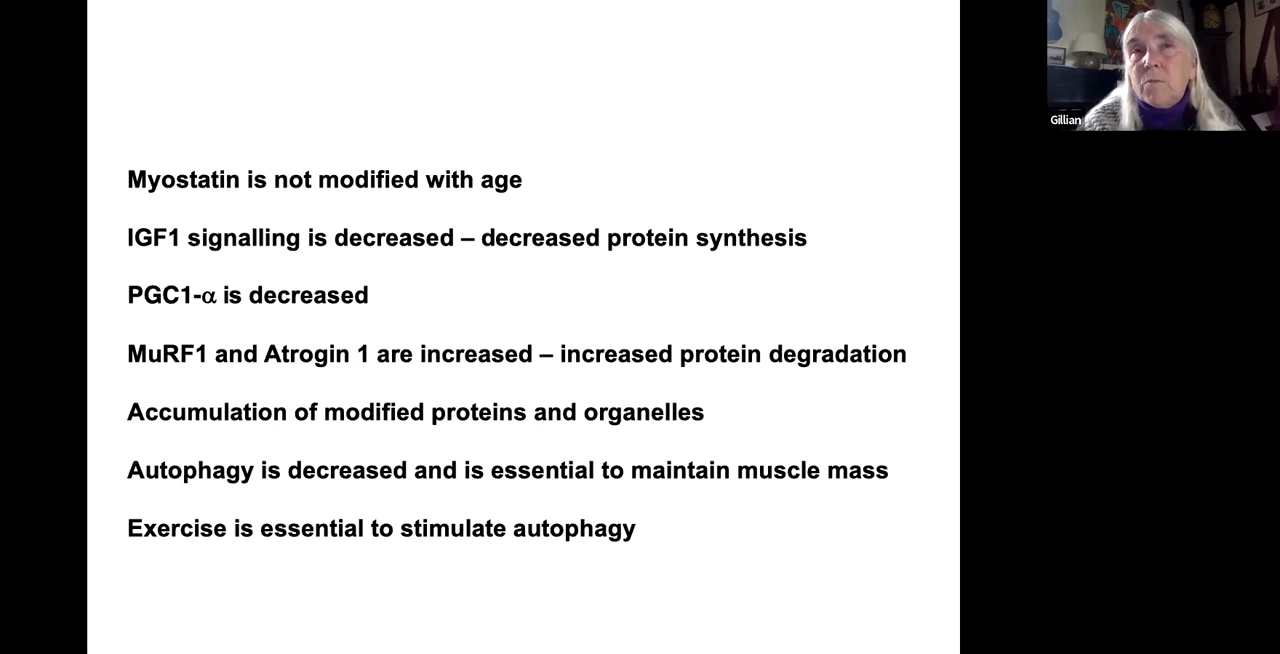 Myostatin is not modified with age
IGF1 signalling is decreased – decreased protein synthesis
PGC1-α is decreased
MuRF1 and Atrogin 1 are increased – increased protein degradation
Accumulation of modified proteins and organelles
Autophagy is decreased and is essential to maintain muscle mass
Exercise is essential to stimulate autophagy
Gillian